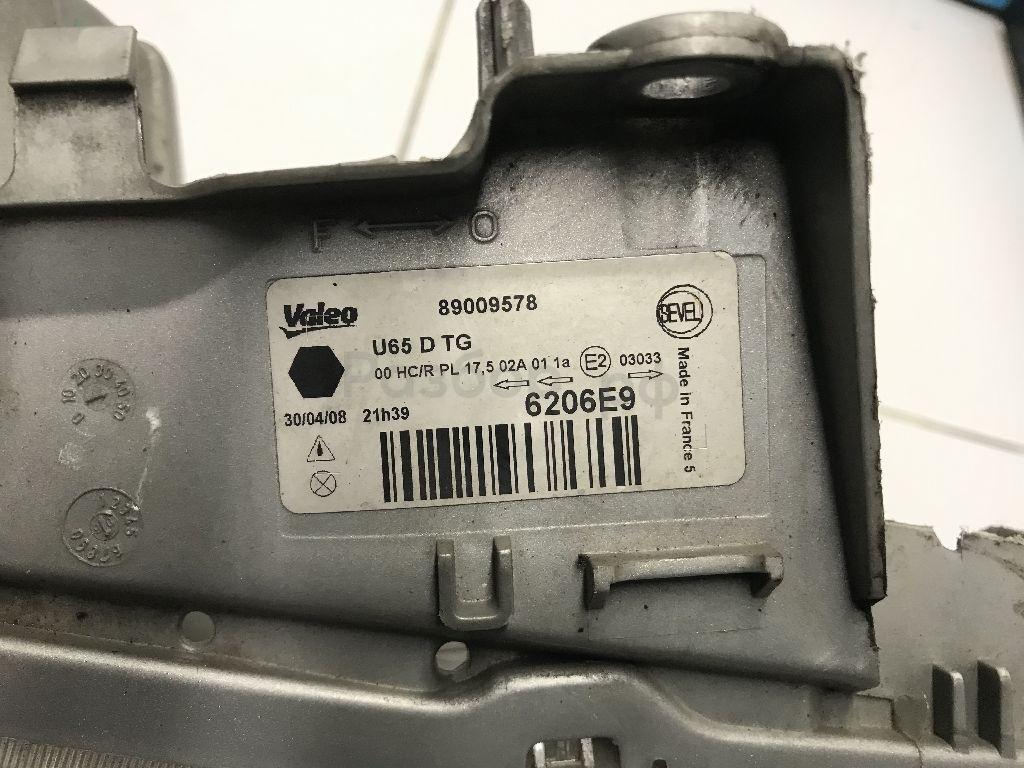 F O
Valeo 89009578
SEVEL
U65 D TG
00 HC/R PL 17,5 02A 01 1a E2 03033
30/04/08 21h39 6206E9
Made in France 5